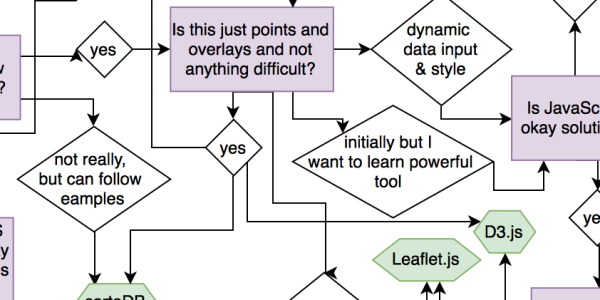 yes
Is this just points and
overlays and not
anything difficult?
dynamic
data input
& style
?
Is JavaSc
okay soluti
not really,
but can follow
eamples
yes
initially but I
want to learn powerful
tool
ye
D3.js
Leaflet.js
y
s